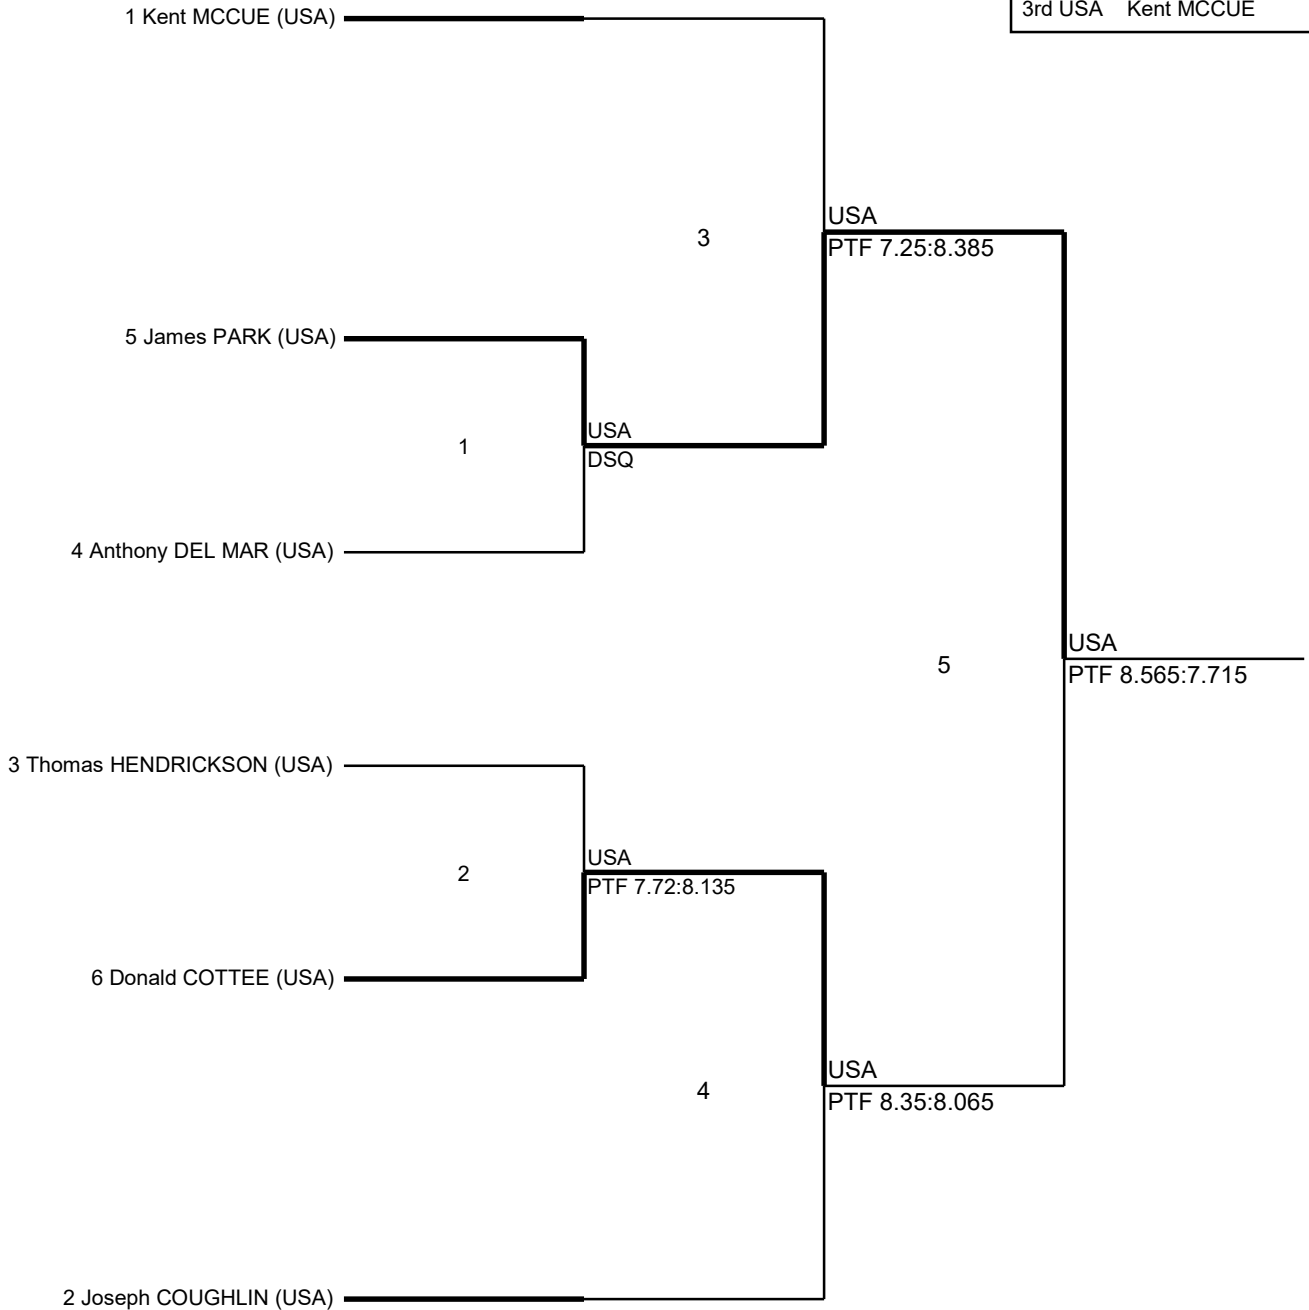 3rd USA Kent MCCUE
1 Kent MCCUE (USA)
USA
3
PTF 7.25:8.385
5 James PARK (USA)
USA
1
DSQ
4 Anthony DEL MAR (USA)
USA
5
PTF 8.565:7.715
3 Thomas HENDRICKSON (USA)
USA
2
PTF 7.72:8.135
6 Donald COTTEE (USA)
USA
4
PTF 8.35:8.065
2 Joseph COUGHLIN (USA)